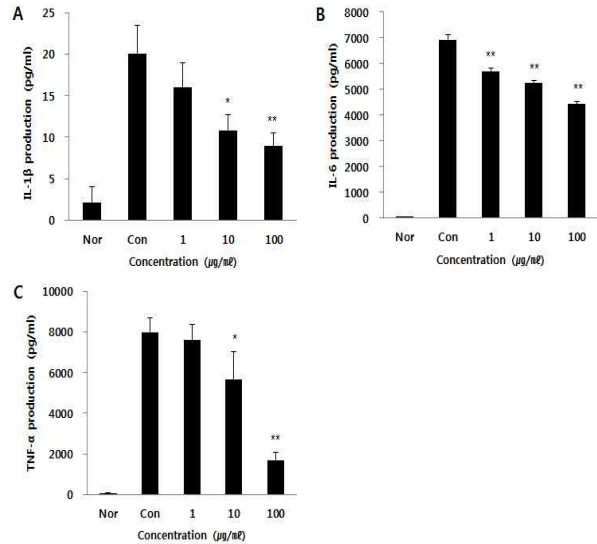 A
IL-1β production (pg/ml)
25
20
15
10
5
0
*
**
Nor Con 1 10 100
Concentration (μg/mℓ)
B
IL-6 production (pg/ml)
8000
7000
6000
5000
4000
3000
2000
1000
0
**
**
**
Nor Con 1 10 100
Concentration (μg/mℓ)
C
TNF-α production (pg/ml)
10000
8000
6000
4000
2000
0
*
**
Nor Con 1 10 100
Concentration (μg/mℓ)